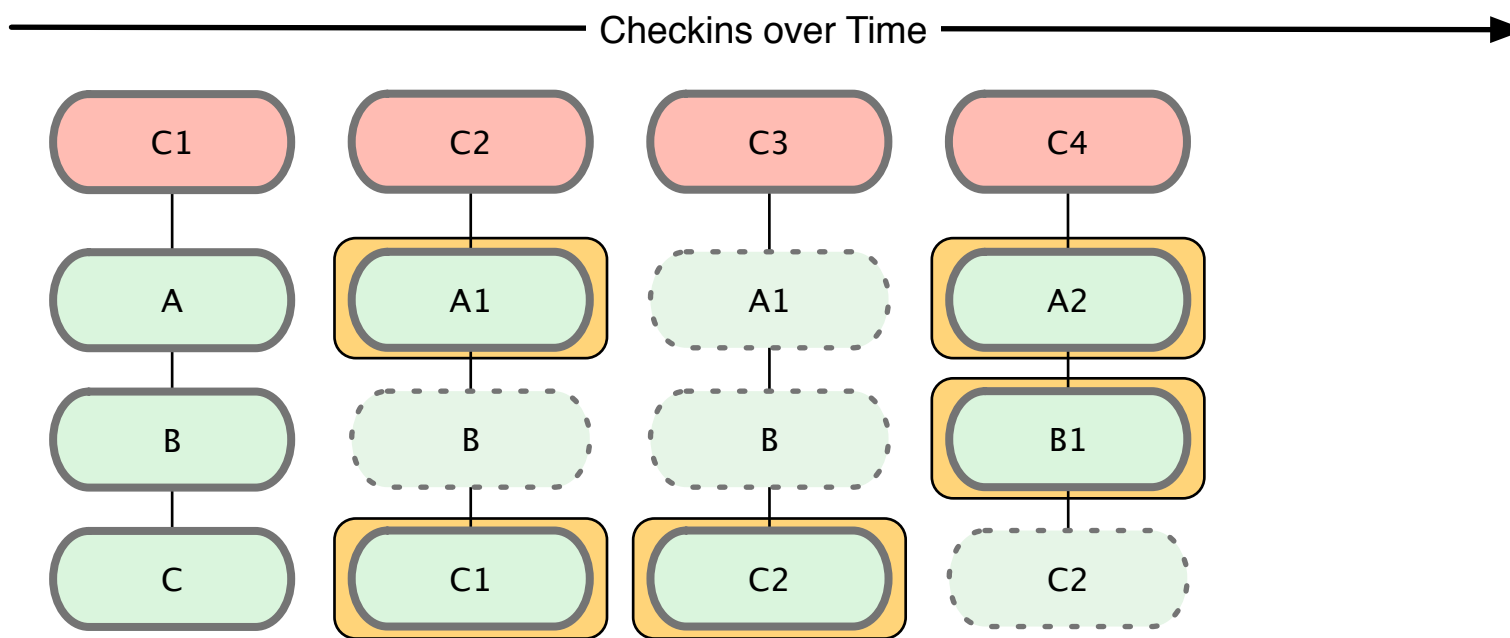 Checkins over Time
C1 C2 C3 C4
A A1 A1 A2
B B B B1
C C1 C2 C2